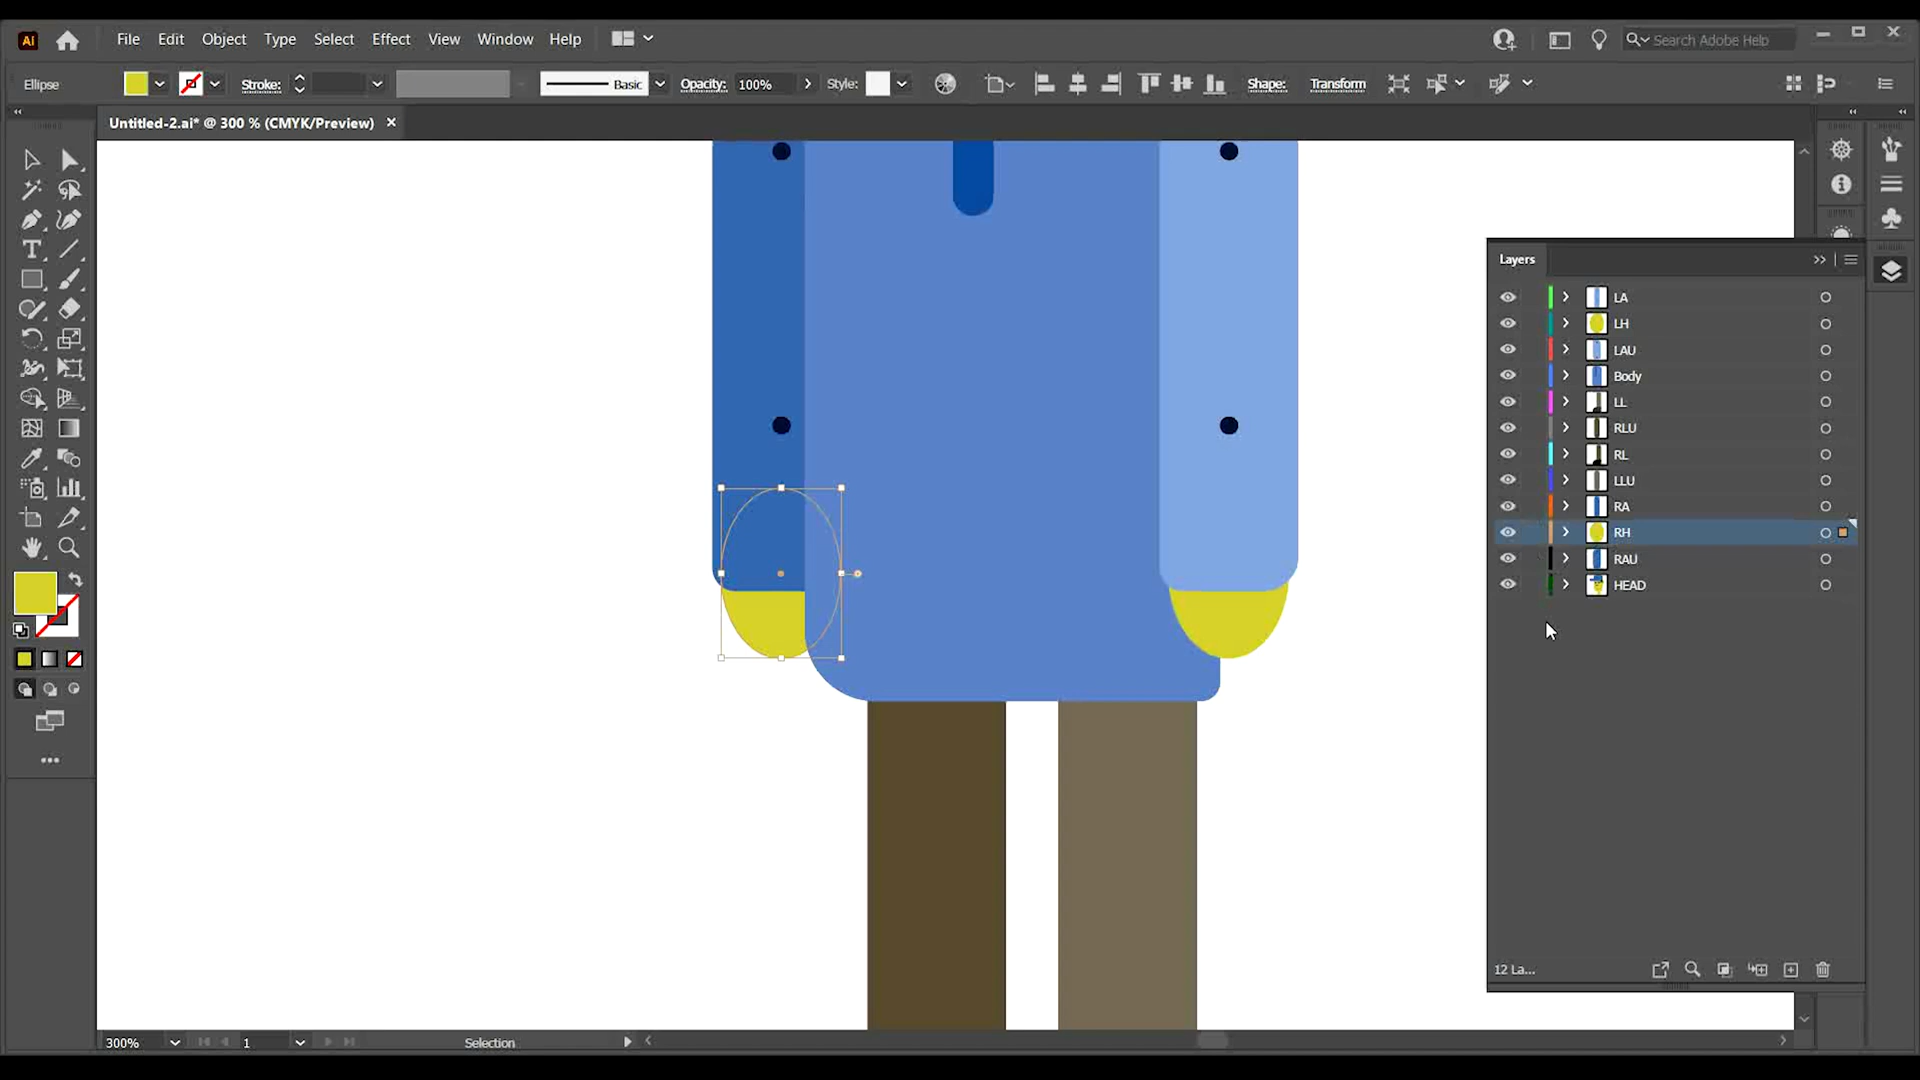 Ai File Edit Object Type Select Effect View Window Help Search Adobe Help
Ellipse Stroke: Basic Opacity: 100% Style: Shape: Transform
Untitled-2.ai* @ 300 % (CMYK/Preview)
Layers
LA
LH
LAU
Body
LL
RLU
RL
LLU
RA
RH
RAU
HEAD
12 La...
300% 1 Selection